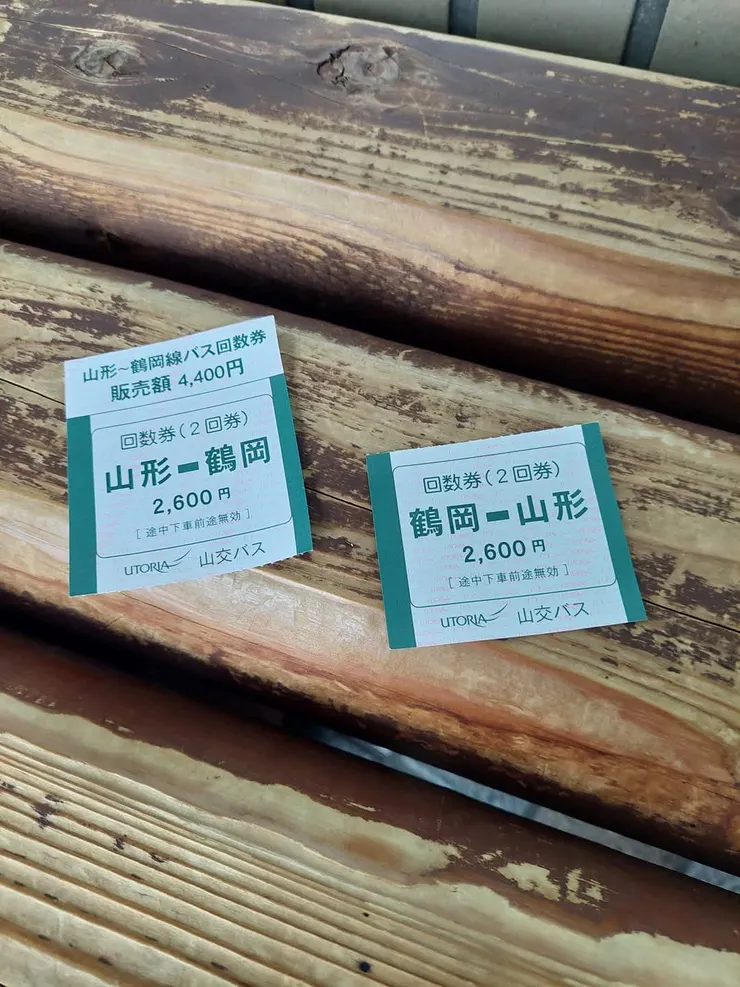 山形~鶴岡線バス回数券
販売額 4,400円
回数券(2回券)
山形ー鶴岡
2,600円
[途中下車前途無効]
UTORIA 山交バス
回数券(2回券)
鶴岡ー山形
2,600円
[途中下車前途無効]
UTORIA 山交バス